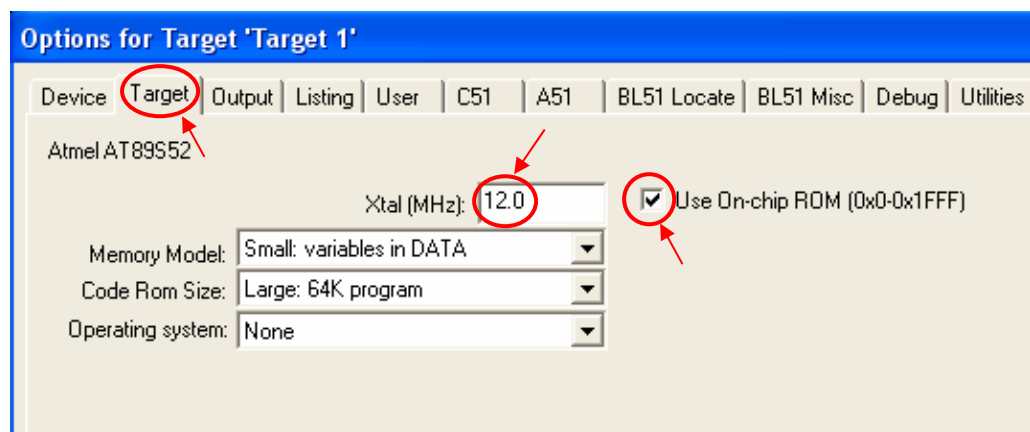 Options for Target 'Target 1'
Device Target Output Listing User C51 A51 BL51 Locate BL51 Misc Debug Utilities
Atmel AT89S52
Xtal (MHz): 12.0 Use On-chip ROM (0x0-0x1FFF)
Memory Model: Small: variables in DATA
Code Rom Size: Large: 64K program
Operating system: None